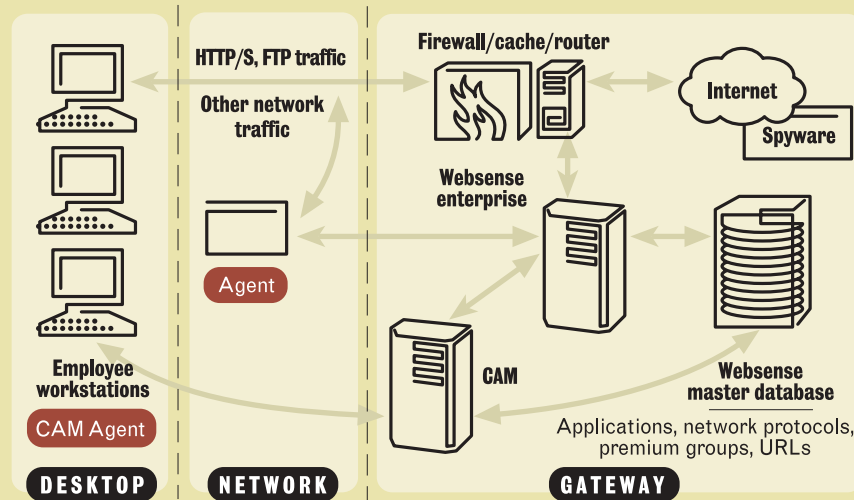 HTTP/S, FTP traffic
Other network
traffic
Firewall/cache/router
Internet
Spyware
Websense
enterprise
Agent
CAM
Employee
workstations
CAM Agent
Websense
master database
Applications, network protocols,
premium groups, URLs
DESKTOP
NETWORK
GATEWAY